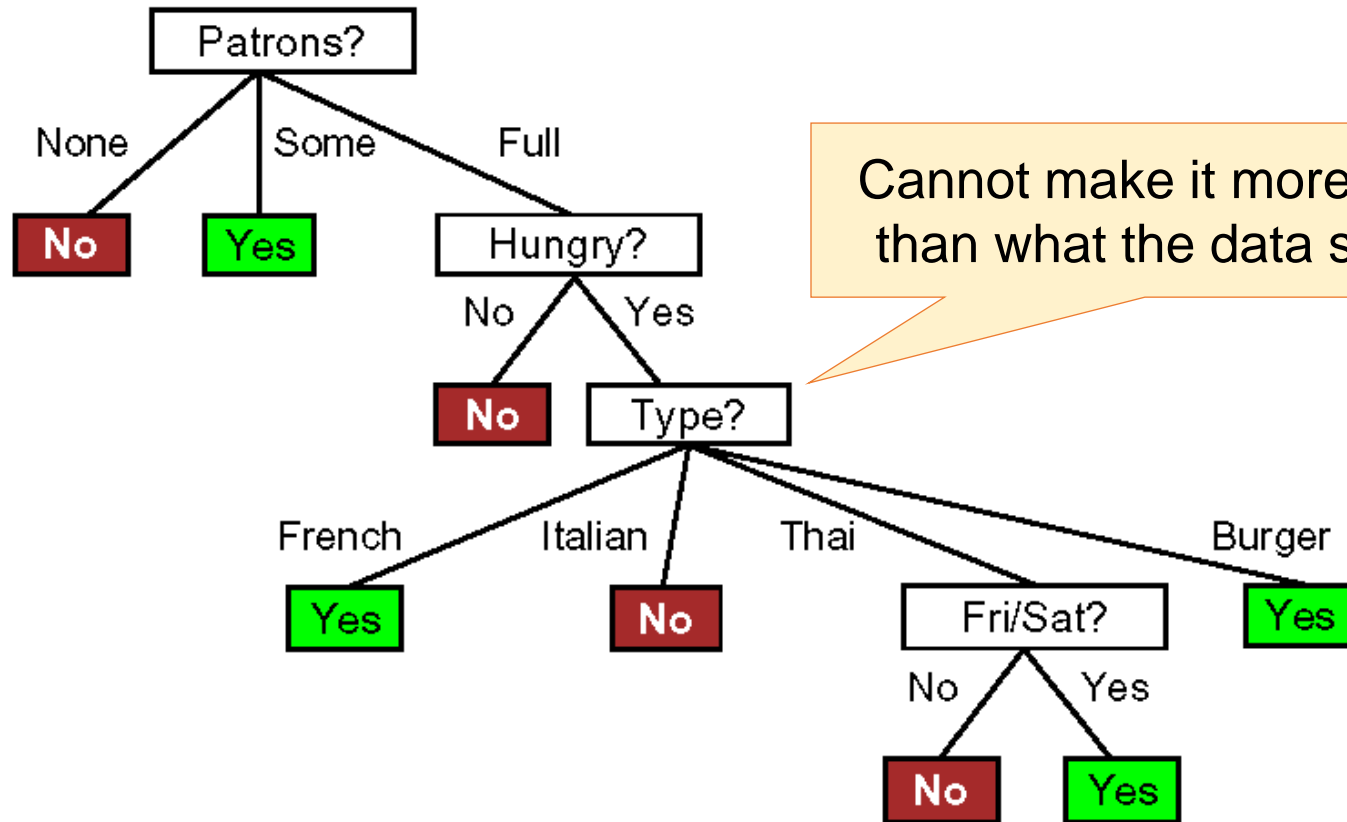 Patrons?
None Some Full
No Yes Hungry?
Cannot make it more
than what the data s
No Yes
No Type?
French Italian Thai Burger
Yes No Fri/Sat? Yes
No Yes
No Yes